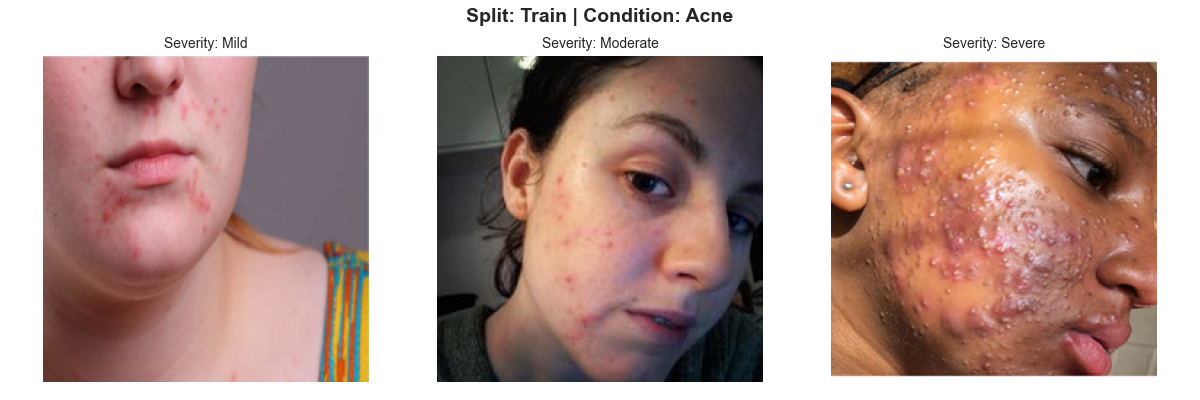 Split: Train | Condition: Acne
Severity: Mild
Severity: Moderate
Severity: Severe